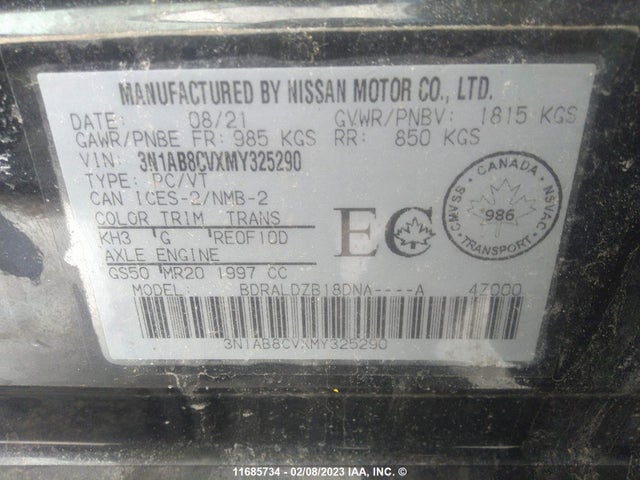 MANUFACTURED BY NISSAN MOTOR CO., LTD.
DATE: 08/21 GVWR/PNBV: 1815 KGS
GAWR/PNBE FR: 985 KGS RR: 850 KGS
VIN: 3N1AB8CVXMY325290
TYPE: PC/VT
CAN ICES-2/NMB-2
COLOR TRIM TRANS
KH3 G RE0F10D
AXLE ENGINE
GS50 MR20 1997 CC
EC
CANADA
CMVSS NSVAC
986
TRANSPORT
MODEL: BDRALDZB18DNA----A 47000
3N1AB8CVXMY325290
11685734 - 02/08/2023 IAA, Inc.©